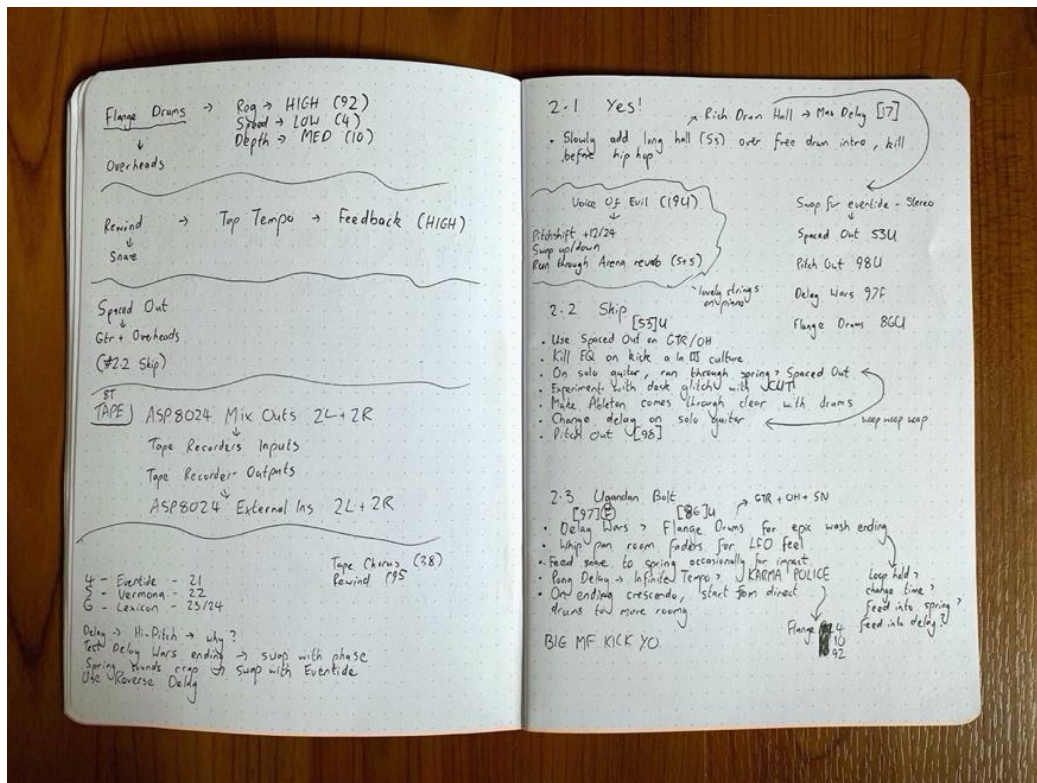 Flange Drums → Rog → HIGH (92)
Speed → LOW (4)
Depth → MED (10)
↓
Overheads
Rewind → Tap Tempo → Feedback (HIGH)
↓
Snare
Spaced Out
↓
Gtr + Overheads
(#2.2 Skip)
8T
TAPE] ASP8024 Mix Outs 2L + 2R
↓
Tape Recorders Inputs
Tape Recorder Outputs
↓
ASP8024 External Ins 2L + 2R
Tape Chorus (38)
Rewind (95
4 - Eventide - 21
5 - Vermona - 22
6 - Lexicon - 23/24
Delay → Hi-Pitch → why?
Test Delay Wars ending → swap with phase
Spring sounds crap → swap with Eventide
Use Reverse Delay
2.1 Yes!
↗ Rich Drum Hall → Max Delay [17]
• Slowly add long hall (5s) over free drum intro, kill
before hip hop
Voice Of Evil (19U)
↓
Pitchshift +12/24
Swap up/down
Run through Arena reverb (5+s)
Swap for eventide - Stereo
↓
Spaced Out 53U
Pitch Out 98U
Delay Wars 97F
Flange Drums 86U
lovely strings
on piano
2.2 Skip
[53]U
• Use Spaced Out on GTR/OH
• Kill EQ on kick a la DJ culture
• On solo guitar, run through spring > Spaced Out
• Experiment with desk glitch with \CUT\
• Make Ableton comes through clear with drums
• Change delay on solo guitar
woop woop woop
• Pitch Out [98]
2.3 Ugandan Bolt
↗ GTR + OH + SN
[97]F [86]U
• Delay Wars > Flange Drums for epic wash ending
• Whip pan room faders for LFO feel
• Feed snare to spring occasionally for impact
• Pong Delay → Infinite Tempo > KARMA POLICE
• On ending crescendo, start from direct
drums to more roomy
Loop hold >
change time?
Feed into spring?
Feed into delay?
Flange 4
10
92
BIG MF KICK YO